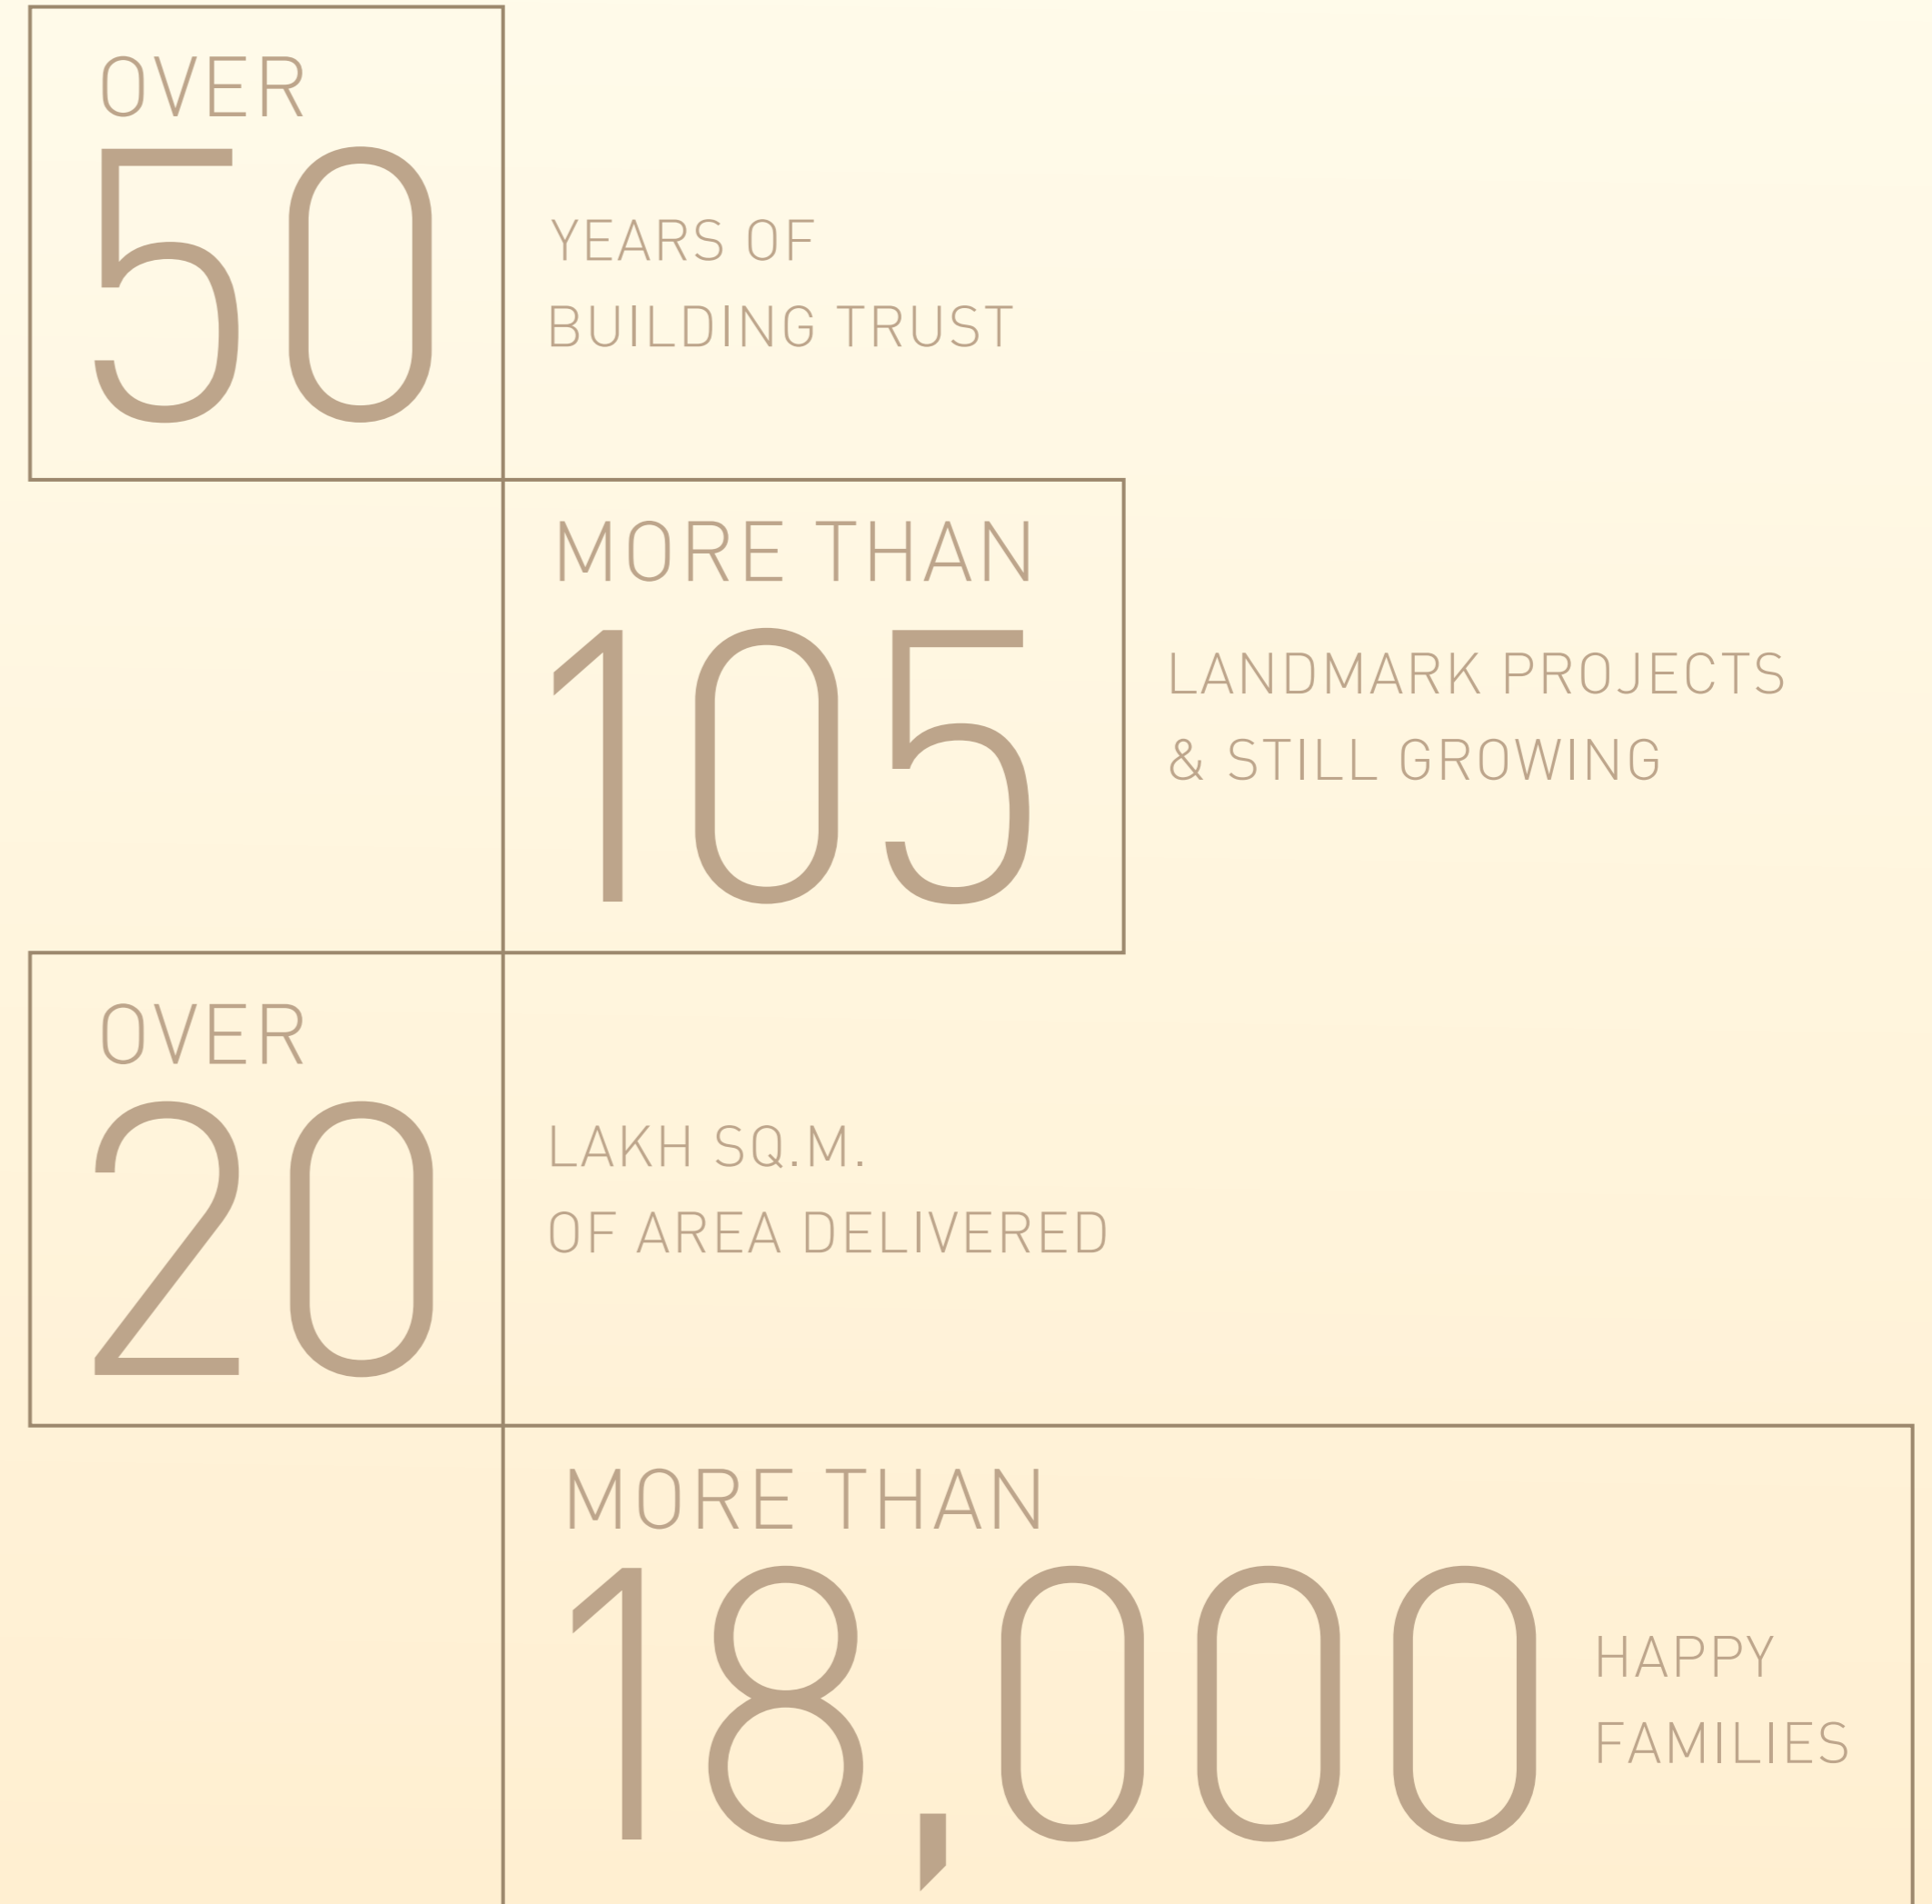 OVER
50
YEARS OF
BUILDING TRUST
MORE THAN
105
LANDMARK PROJECTS
& STILL GROWING
OVER
20
LAKH SQ.M.
OF AREA DELIVERED
MORE THAN
18,000
HAPPY
FAMILIES